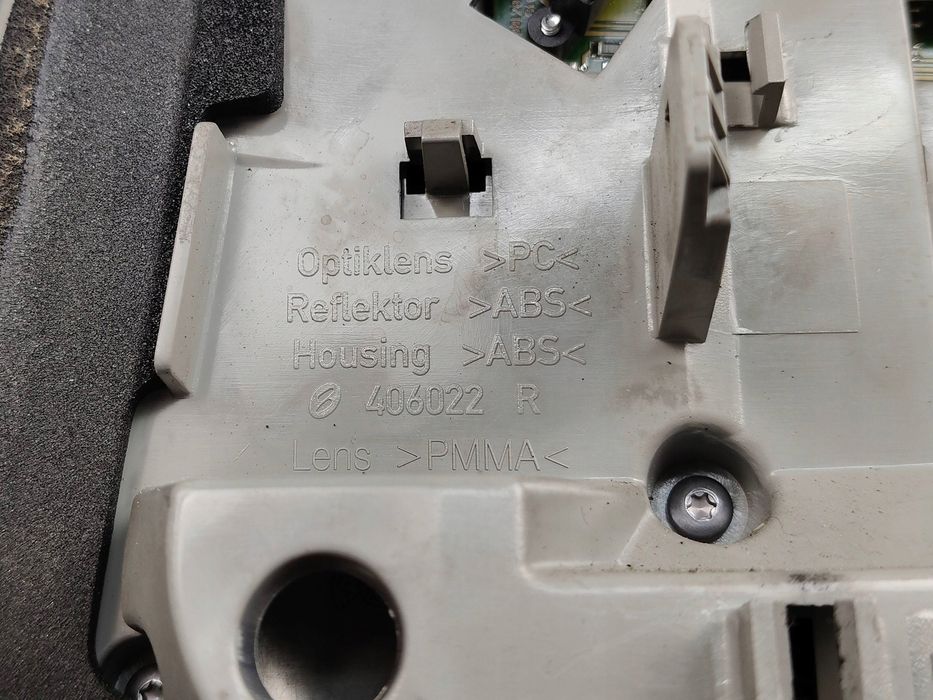 Optiklens >PC<
Reflektor >ABS<
Housing >ABS<
406022 R
Lens >PMMA<